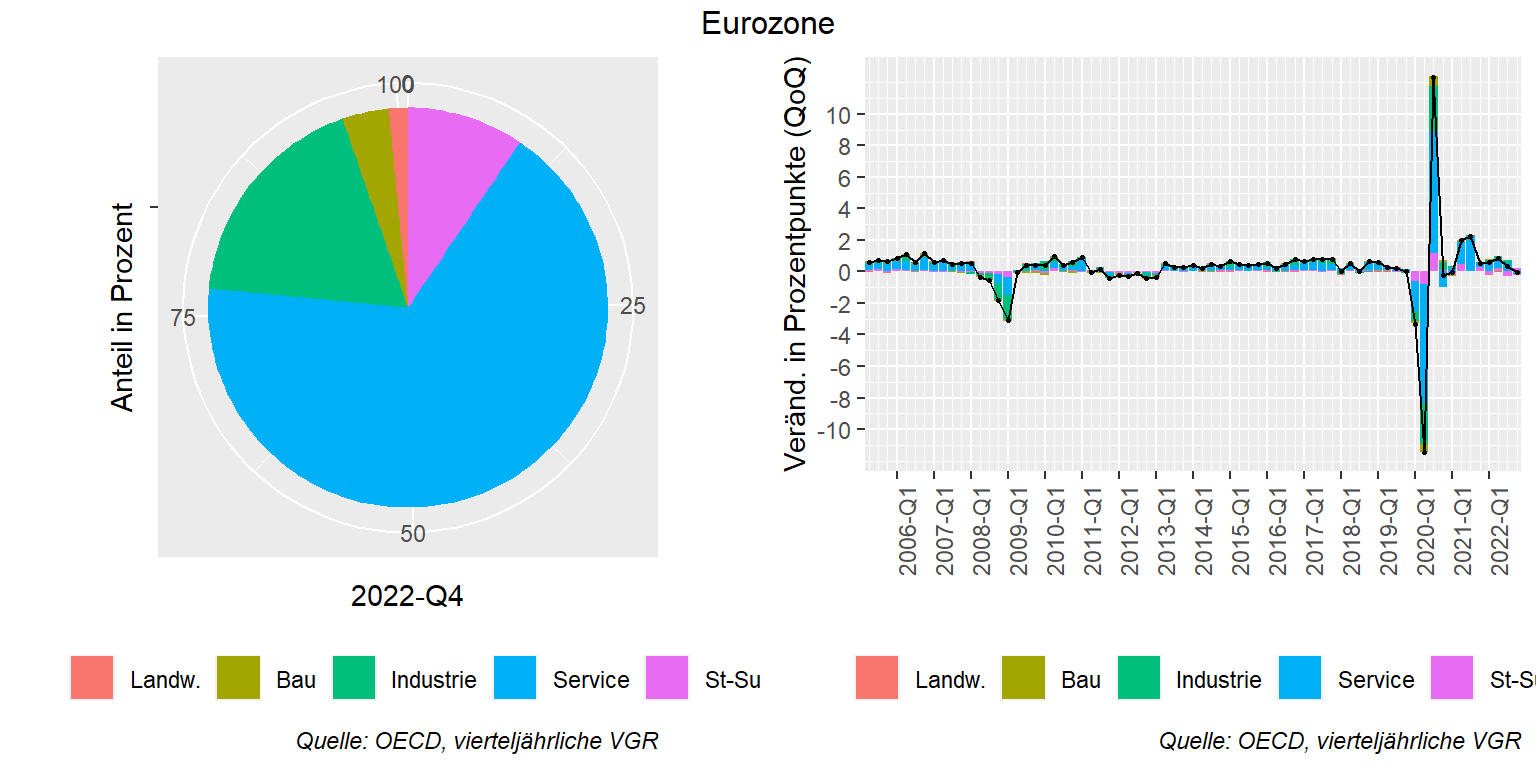 Eurozone
Anteil in Prozent
100
0
25
50
75
2022-Q4
Landw. Bau Industrie Service St-Su
Quelle: OECD, vierteljährliche VGR
Veränd. in Prozentpunkte (QoQ)
10
8
6
4
2
0
-2
-4
-6
-8
-10
2006-Q1
2007-Q1
2008-Q1
2009-Q1
2010-Q1
2011-Q1
2012-Q1
2013-Q1
2014-Q1
2015-Q1
2016-Q1
2017-Q1
2018-Q1
2019-Q1
2020-Q1
2021-Q1
2022-Q1
Landw. Bau Industrie Service St-Su
Quelle: OECD, vierteljährliche VGR